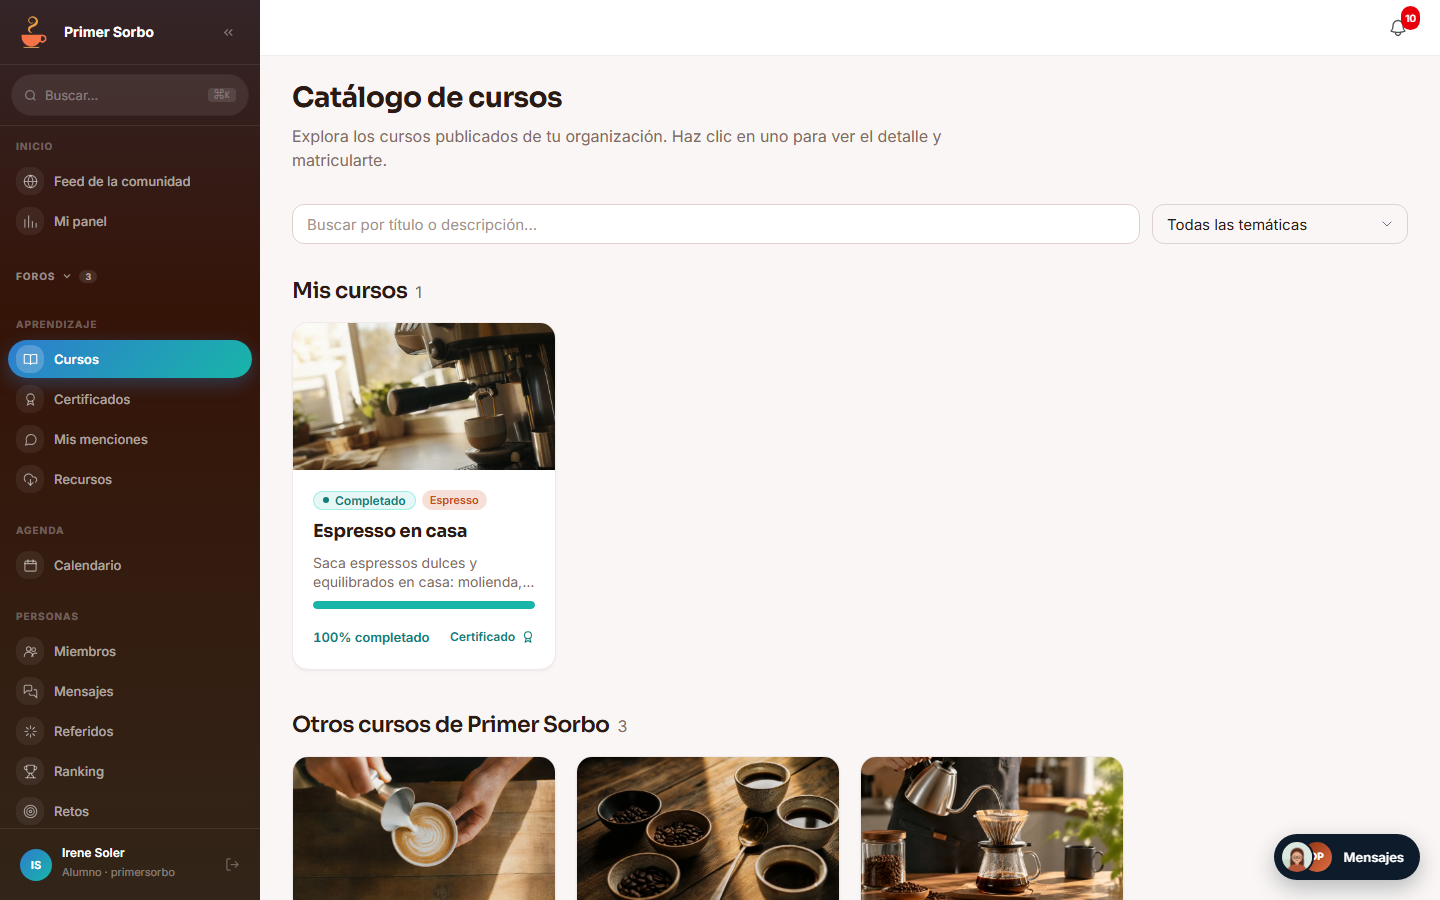 Primer Sorbo
Buscar...
⌘K
INICIO
Feed de la comunidad
Mi panel
FOROS 3
APRENDIZAJE
Cursos
Certificados
Mis menciones
Recursos
AGENDA
Calendario
PERSONAS
Miembros
Mensajes
Referidos
Ranking
Retos
IS
Irene Soler
Alumno · primersorbo
10
Catálogo de cursos
Explora los cursos publicados de tu organización. Haz clic en uno para ver el detalle y
matricularte.
Buscar por título o descripción...
Todas las temáticas
Mis cursos 1
Completado
Espresso
Espresso en casa
Saca espressos dulces y
equilibrados en casa: molienda,...
100% completado
Certificado
Otros cursos de Primer Sorbo 3
Mensajes